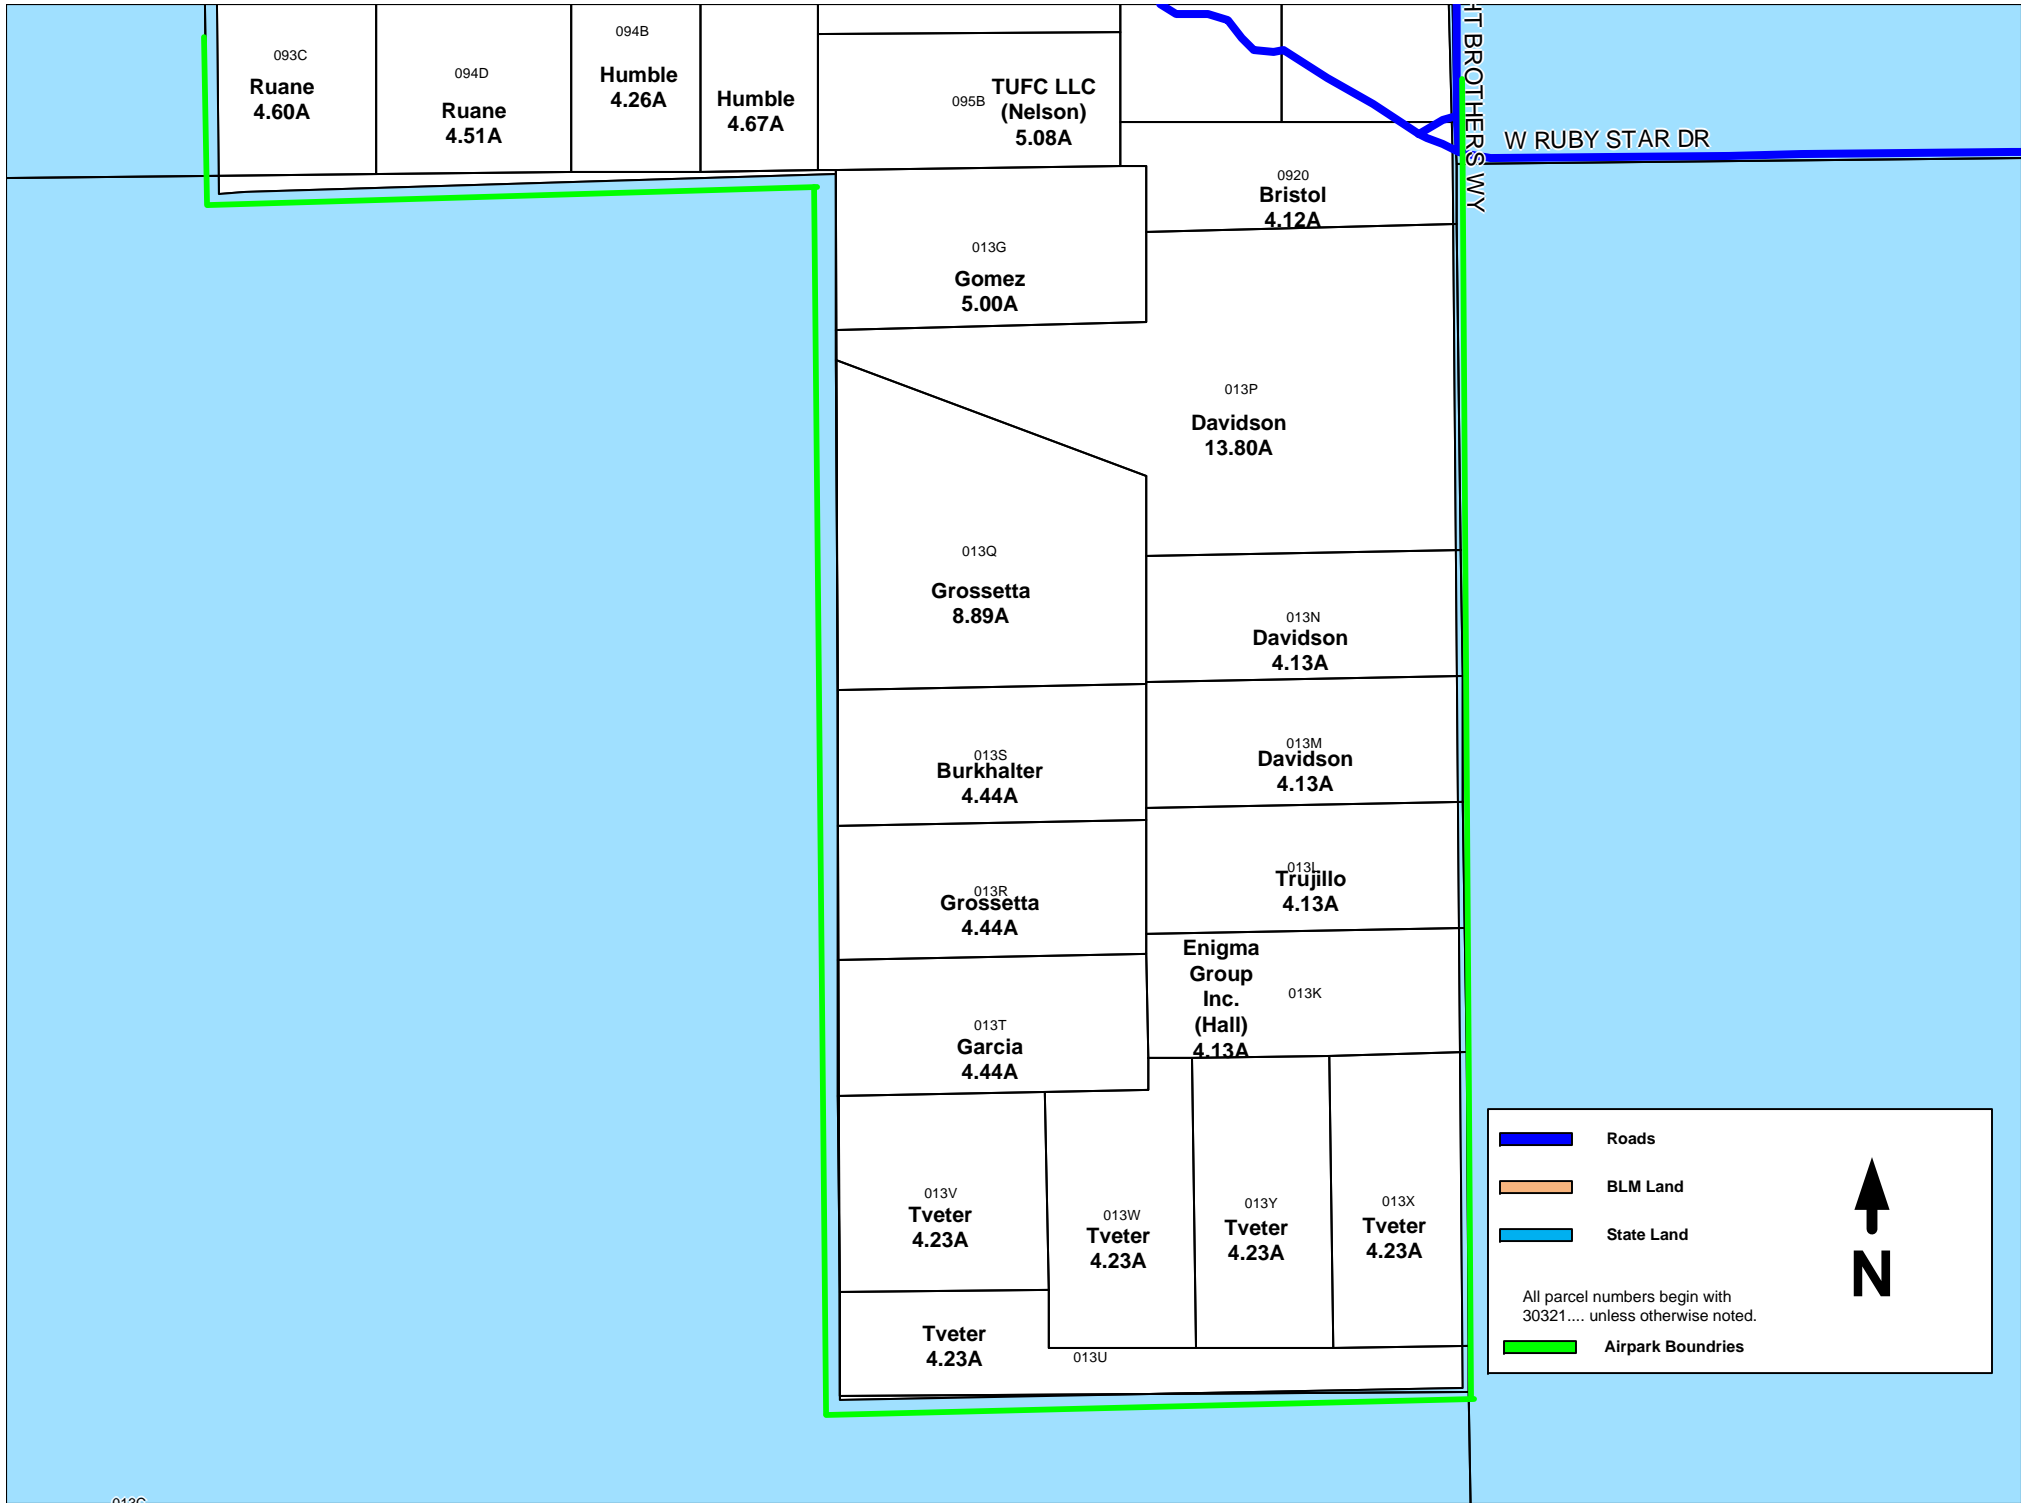 093C
Ruane
4.60A
094D
Ruane
4.51A
094B
Humble
4.26A
Humble
4.67A
095B
TUFC LLC
(Nelson)
5.08A
HT BROTHERS WY
W RUBY STAR DR
0920
Bristol
4.12A
013G
Gomez
5.00A
013P
Davidson
13.80A
013Q
Grossetta
8.89A
013N
Davidson
4.13A
013S
Burkhalter
4.44A
013M
Davidson
4.13A
013R
Grossetta
4.44A
013L
Trujillo
4.13A
Enigma
Group
Inc.
(Hall)
4.13A
013K
013T
Garcia
4.44A
013V
Tveter
4.23A
013W
Tveter
4.23A
013Y
Tveter
4.23A
013X
Tveter
4.23A
Tveter
4.23A
013U
Roads
BLM Land
State Land
N
All parcel numbers begin with
30321.... unless otherwise noted.
Airpark Boundries